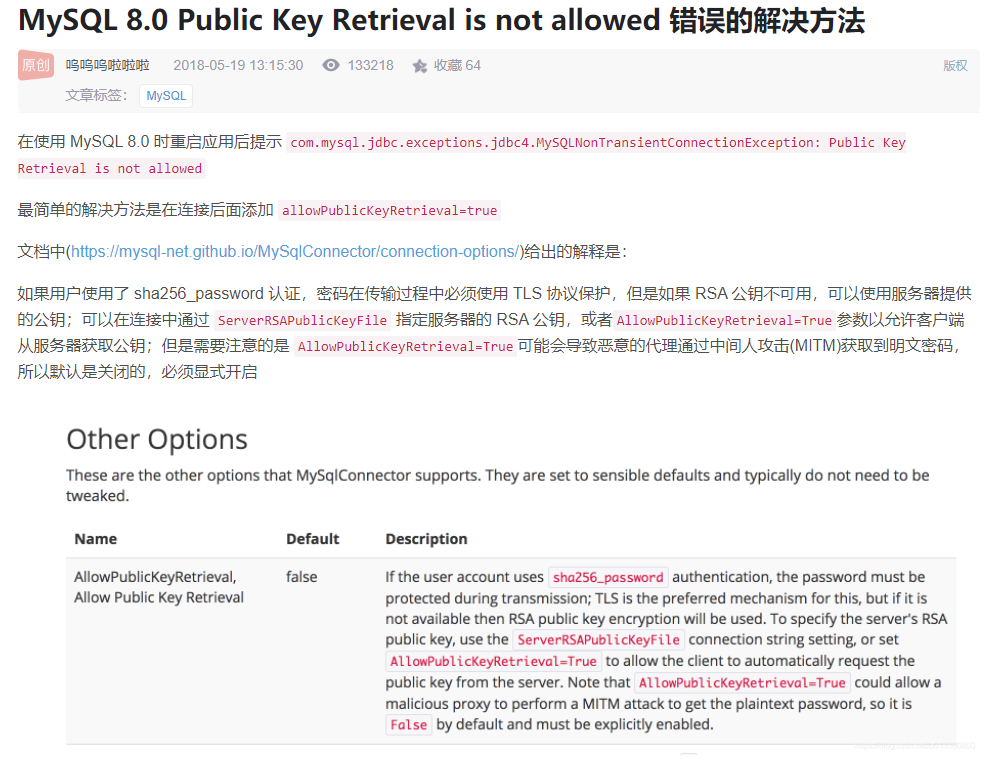 MySQL 8.0 Public Key Retrieval is not allowed 错误的解决方法
原创 呜呜呜啦啦啦 2018-05-19 13:15:30 133218 收藏 64 版权
文章标签： MySQL
在使用 MySQL 8.0 时重启应用后提示 com.mysql.jdbc.exceptions.jdbc4.MySQLNonTransientConnectionException: Public Key
Retrieval is not allowed
最简单的解决方法是在连接后面添加 allowPublicKeyRetrieval=true
文档中(https://mysql-net.github.io/MySqlConnector/connection-options/)给出的解释是：
如果用户使用了 sha256_password 认证，密码在传输过程中必须使用 TLS 协议保护，但是如果 RSA 公钥不可用，可以使用服务器提供
的公钥；可以在连接中通过 ServerRSAPublicKeyFile 指定服务器的 RSA 公钥，或者 AllowPublicKeyRetrieval=True 参数以允许客户端
从服务器获取公钥；但是需要注意的是 AllowPublicKeyRetrieval=True 可能会导致恶意的代理通过中间人攻击(MITM)获取到明文密码，
所以默认是关闭的，必须显式开启
Other Options
These are the other options that MySqlConnector supports. They are set to sensible defaults and typically do not need to be
tweaked.
Name Default Description
AllowPublicKeyRetrieval, false If the user account uses sha256_password authentication, the password must be
Allow Public Key Retrieval protected during transmission; TLS is the preferred mechanism for this, but if it is
not available then RSA public key encryption will be used. To specify the server's RSA
public key, use the ServerRSAPublicKeyFile connection string setting, or set
AllowPublicKeyRetrieval=True to allow the client to automatically request the
public key from the server. Note that AllowPublicKeyRetrieval=True could allow a
malicious proxy to perform a MITM attack to get the plaintext password, so it is
False by default and must be explicitly enabled.